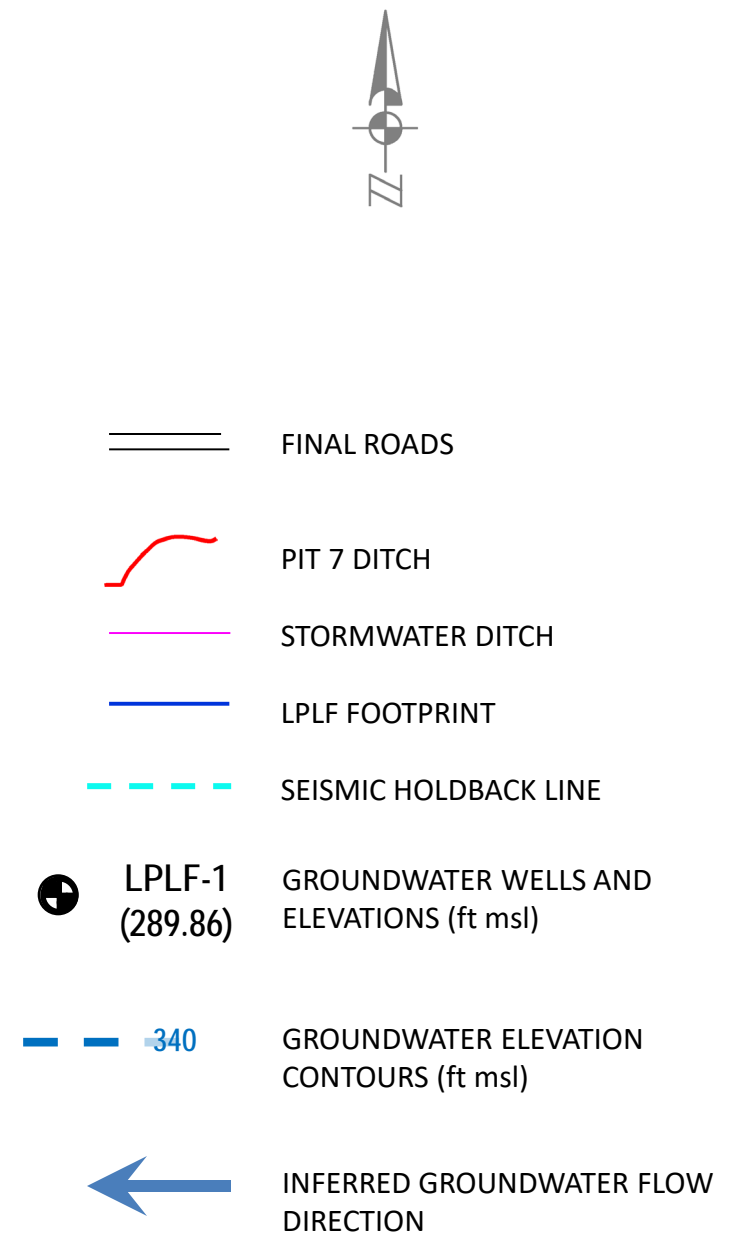 N
FINAL ROADS
PIT 7 DITCH
STORMWATER DITCH
LPLF FOOTPRINT
SEISMIC HOLDBACK LINE
LPLF-1
(289.86)
GROUNDWATER WELLS AND
ELEVATIONS (ft msl)
340
GROUNDWATER ELEVATION
CONTOURS (ft msl)
INFERRED GROUNDWATER FLOW
DIRECTION